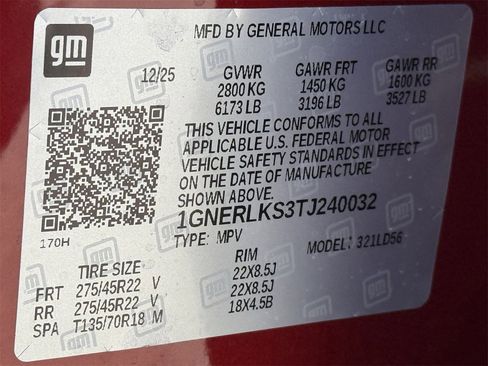 gm
MFD BY GENERAL MOTORS LLC
12/25 GVWR GAWR FRT GAWR RR
2800 KG 1450 KG 1600 KG
6173 LB 3196 LB 3527 LB
THIS VEHICLE CONFORMS TO ALL
APPLICABLE U.S. FEDERAL MOTOR
VEHICLE SAFETY STANDARDS IN EFFECT
ON THE DATE OF MANUFACTURE
SHOWN ABOVE.
1GNERLKS3TJ240032
170H
TYPE: MPV MODEL: 321LD56
TIRE SIZE RIM
FRT 275/45R22 V 22X8.5J
RR 275/45R22 V 22X8.5J
SPA T135/70R18 M 18X4.5B